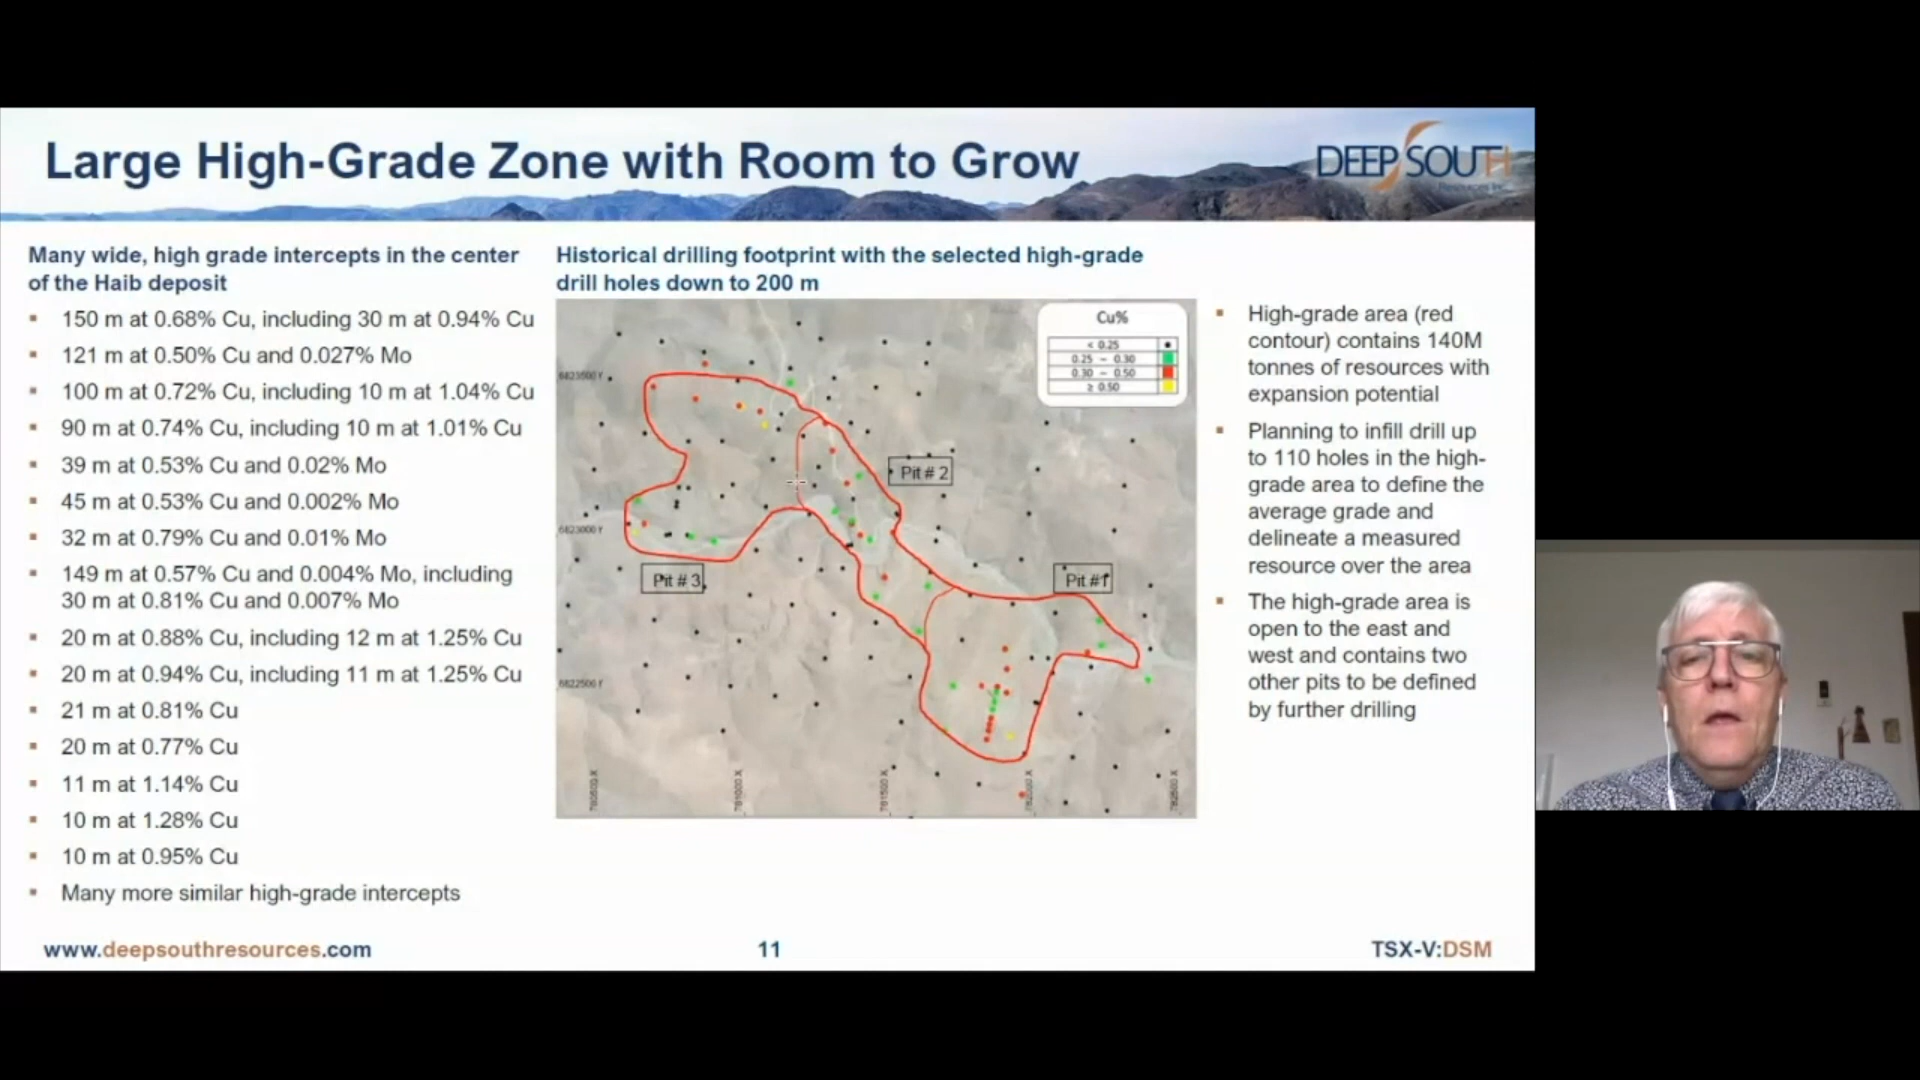 Large High-Grade Zone with Room to Grow
DEEP SOUTH
Many wide, high grade intercepts in the center
of the Haib deposit
150 m at 0.68% Cu, including 30 m at 0.94% Cu
121 m at 0.50% Cu and 0.027% Mo
100 m at 0.72% Cu, including 10 m at 1.04% Cu
90 m at 0.74% Cu, including 10 m at 1.01% Cu
39 m at 0.53% Cu and 0.02% Mo
45 m at 0.53% Cu and 0.002% Mo
32 m at 0.79% Cu and 0.01% Mo
149 m at 0.57% Cu and 0.004% Mo, including
30 m at 0.81% Cu and 0.007% Mo
20 m at 0.88% Cu, including 12 m at 1.25% Cu
20 m at 0.94% Cu, including 11 m at 1.25% Cu
21 m at 0.81% Cu
20 m at 0.77% Cu
11 m at 1.14% Cu
10 m at 1.28% Cu
10 m at 0.95% Cu
Many more similar high-grade intercepts
Historical drilling footprint with the selected high-grade
drill holes down to 200 m
Cu%
< 0.25
0.25 – 0.30
0.30 – 0.50
≥ 0.50
6823500 Y
6823000 Y
6622500 Y
Pit # 2
Pit # 3
Pit #1
781000 X
781500 X
782000 X
High-grade area (red
contour) contains 140M
tonnes of resources with
expansion potential
Planning to infill drill up
to 110 holes in the high-
grade area to define the
average grade and
delineate a measured
resource over the area
The high-grade area is
open to the east and
west and contains two
other pits to be defined
by further drilling
www.deepsouthresources.com
11
TSX-V:DSM